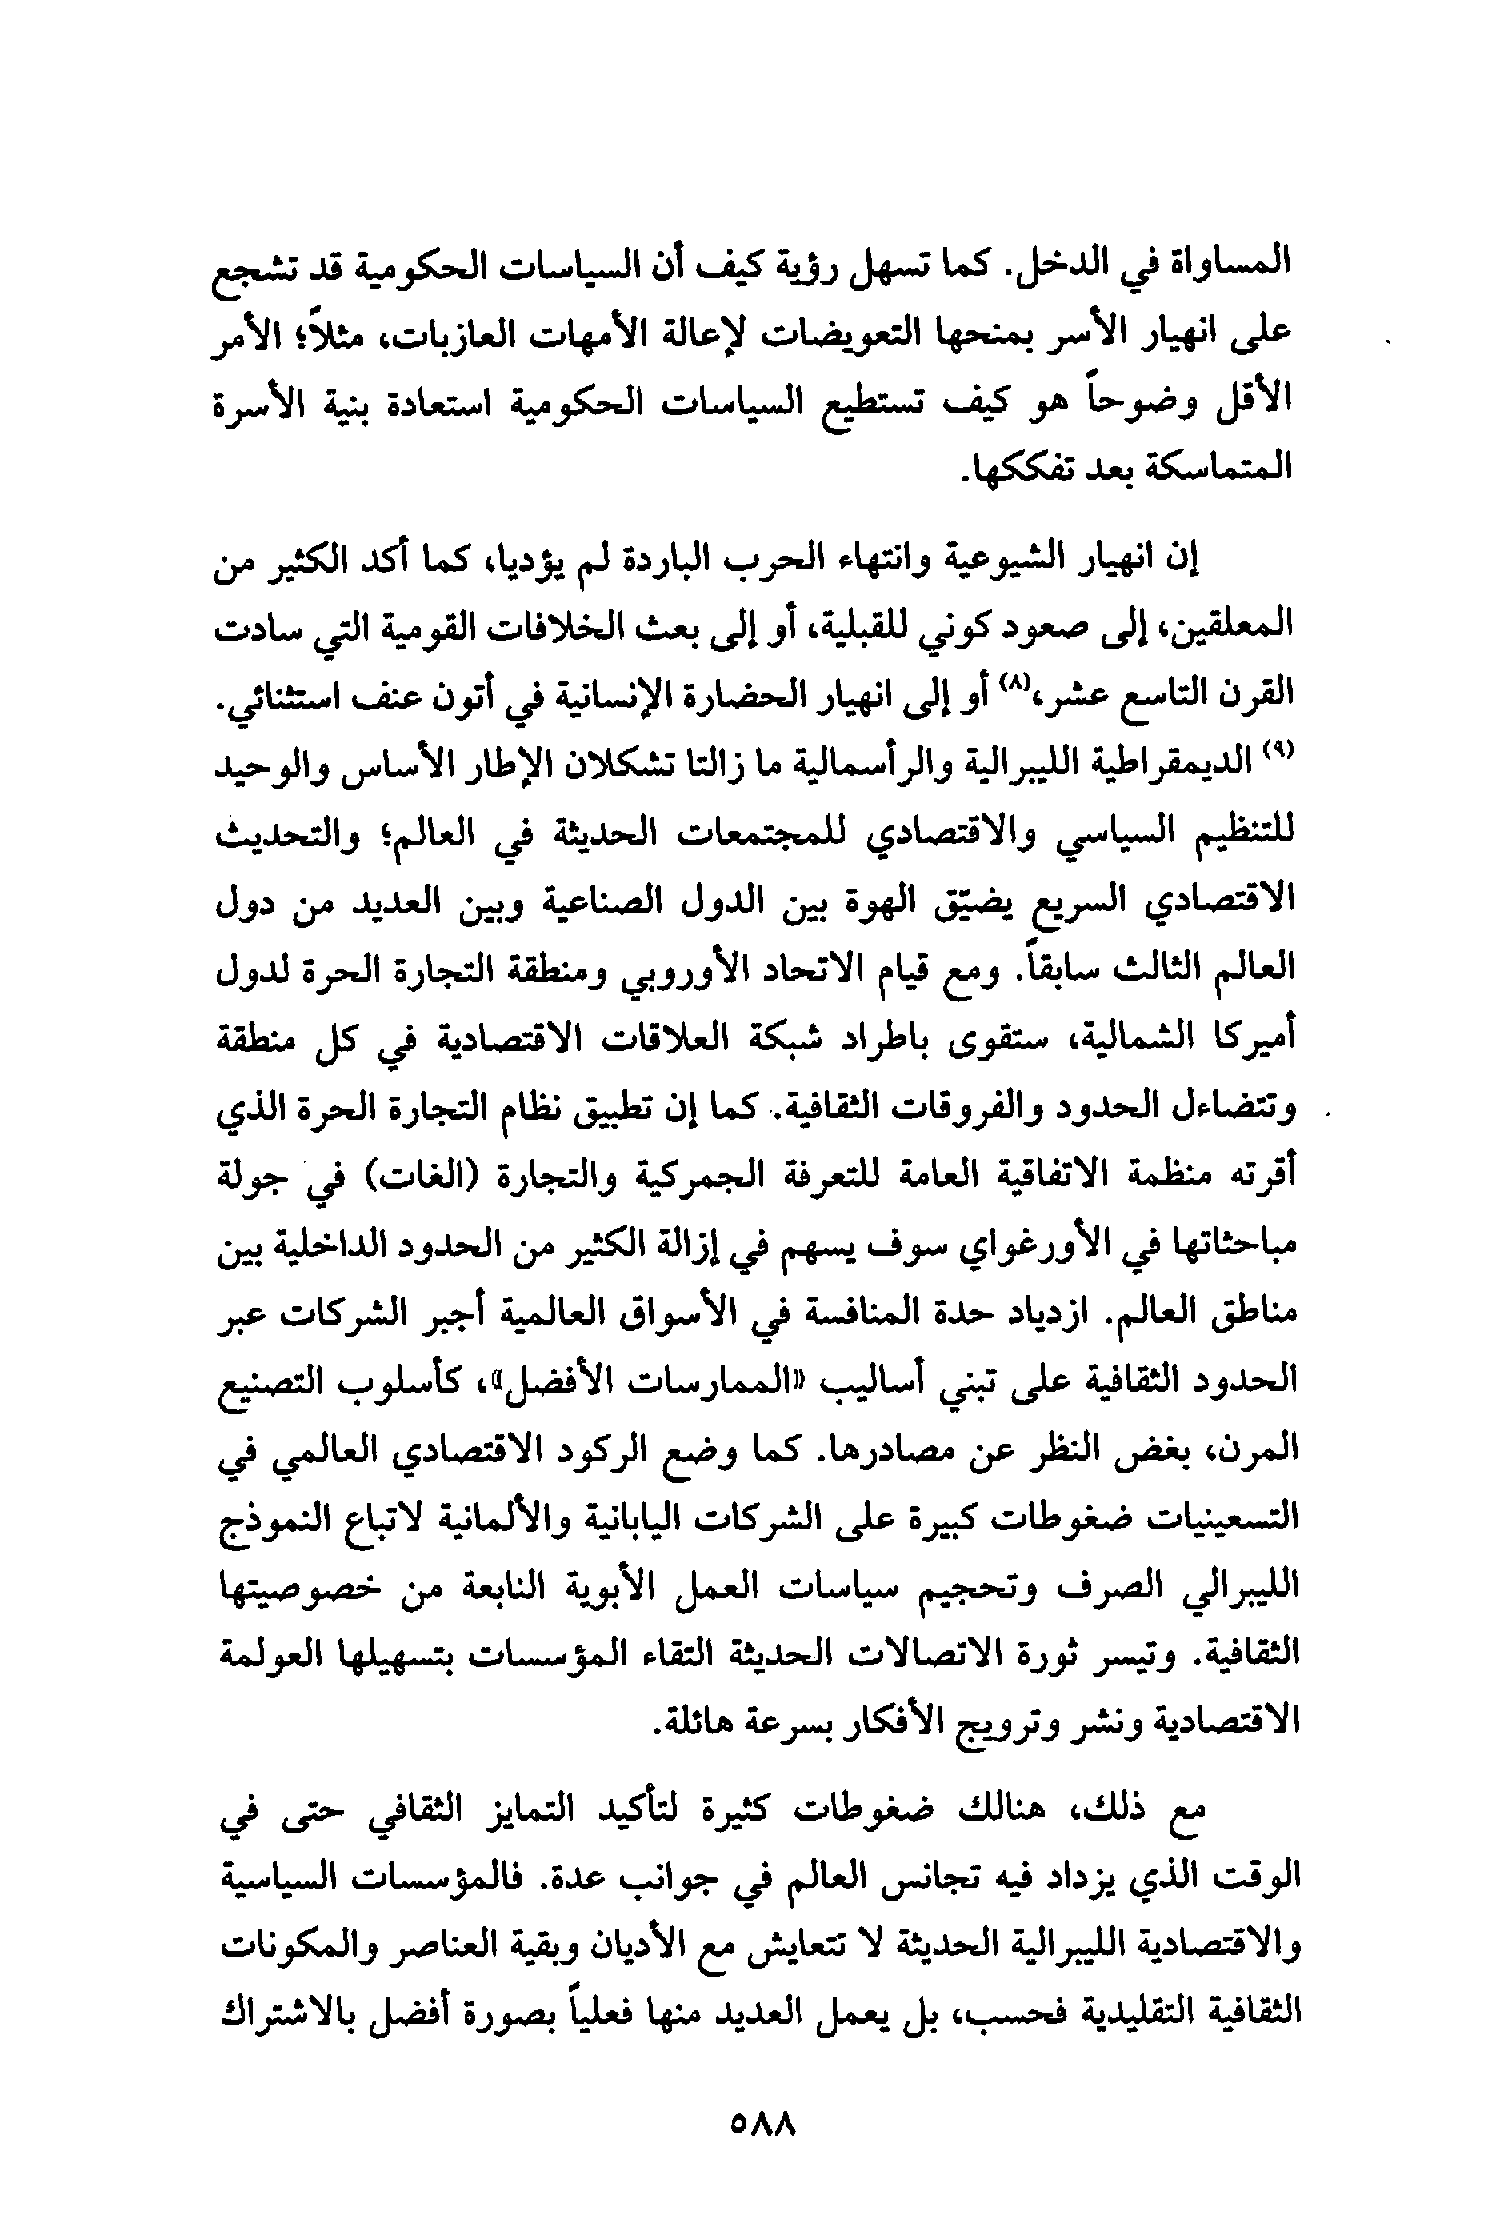 المساواة في الدخل. كما تسهل رؤية كيف أن السياسات الحكومية قد تشجع
على انهيار الأسر بمنحها التعويضات لإعالة الأمهات العازبات، مثلاً؛ الأمر
الأقل وضوحاً هو كيف تستطيع السياسات الحكومية استعادة بنية الأسرة
المتماسكة بعد تفككها.
إن انهيار الشيوعية وانتهاء الحرب الباردة لم يؤديا، كما أكد الكثير من
المعلقين، إلى صعود كوني للقبلية، أو إلى بعث الخلافات القومية التي سادت
القرن التاسع عشر،(٨) أو إلى انهيار الحضارة الإنسانية في أتون عنف استثنائي.
(٩) الديمقراطية الليبرالية والرأسمالية ما زالتا تشكلان الإطار الأساس والوحيد
للتنظيم السياسي والاقتصادي للمجتمعات الحديثة في العالم؛ والتحديث
الاقتصادي السريع يضيّق الهوة بين الدول الصناعية وبين العديد من دول
العالم الثالث سابقاً. ومع قيام الاتحاد الأوروبي ومنطقة التجارة الحرة لدول
أميركا الشمالية، ستقوى باطراد شبكة العلاقات الاقتصادية في كل منطقة
وتتضاءل الحدود والفروقات الثقافية. كما إن تطبيق نظام التجارة الحرة الذي
أقرته منظمة الاتفاقية العامة للتعرفة الجمركية والتجارة (الغات) في جولة
مباحثاتها في الأورغواي سوف يسهم في إزالة الكثير من الحدود الداخلية بين
مناطق العالم. ازدياد حدة المنافسة في الأسواق العالمية أجبر الشركات عبر
الحدود الثقافية على تبني أساليب «الممارسات الأفضل»، كأسلوب التصنيع
المرن، بغض النظر عن مصادرها. كما وضع الركود الاقتصادي العالمي في
التسعينيات ضغوطات كبيرة على الشركات اليابانية والألمانية لاتباع النموذج
الليبرالي الصرف وتحجيم سياسات العمل الأبوية النابعة من خصوصيتها
الثقافية. وتيسر ثورة الاتصالات الحديثة التقاء المؤسسات بتسهيلها العولمة
الاقتصادية ونشر وترويج الأفكار بسرعة هائلة.
مع ذلك، هنالك ضغوطات كثيرة لتأكيد التمايز الثقافي حتى في
الوقت الذي يزداد فيه تجانس العالم في جوانب عدة. فالمؤسسات السياسية
والاقتصادية الليبرالية الحديثة لا تتعايش مع الأديان وبقية العناصر والمكونات
الثقافية التقليدية فحسب، بل يعمل العديد منها فعلياً بصورة أفضل بالاشتراك
٥٨٨